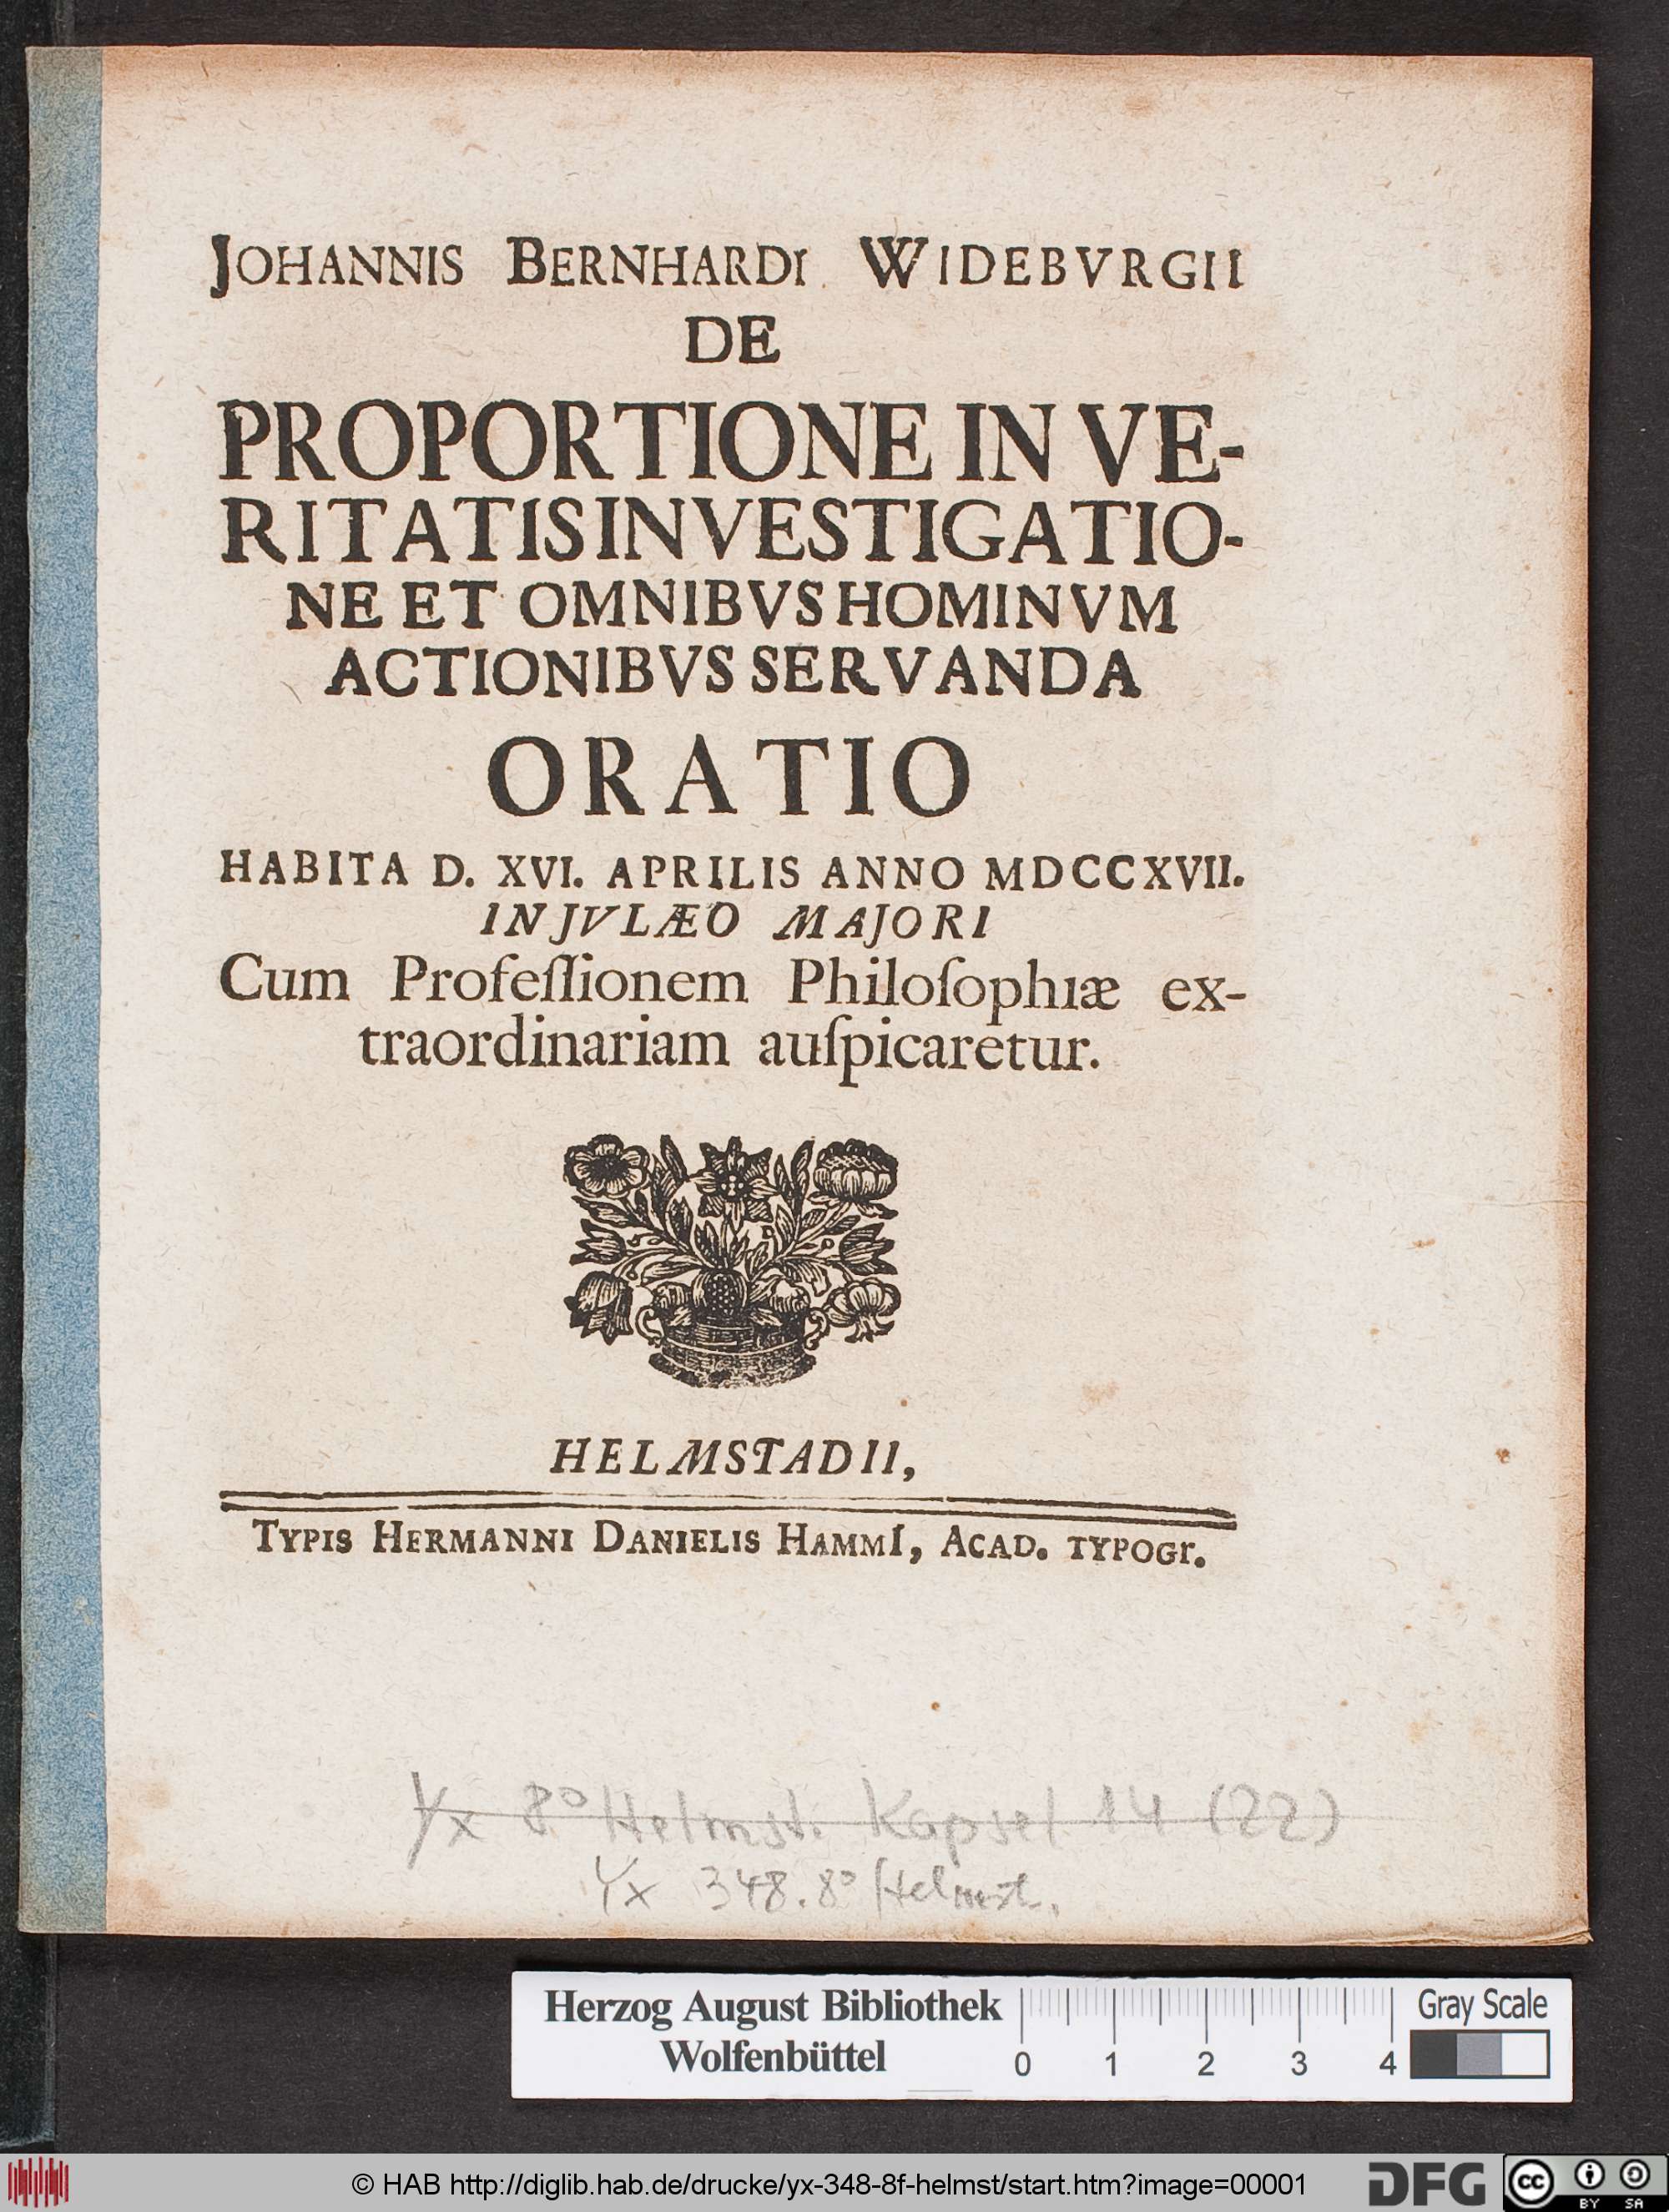 JOHANNIS BERNHARDI WIDEBVRGII
DE
PROPORTIONE IN VE-
RITATIS INVESTIGATIO-
NE ET OMNIBVS HOMINVM
ACTIONIBVS SERVANDA
ORATIO
HABITA D. XVI. APRILIS ANNO MDCCXVII.
IN JVLÆO MAJORI
Cum Profeſſionem Philoſophiæ ex-
traordinariam auſpicaretur.
HELMSTADII,
TYPIS HERMANNI DANIELIS HAMMI, ACAD. TYPOGr.
Yx 8° Helmst. Kapsel 14 (22)
Yx 348.8° Helmst.
Herzog August Bibliothek
Wolfenbüttel
0 1 2 3 4
Gray Scale
© HAB http://diglib.hab.de/drucke/yx-348-8f-helmst/start.htm?image=00001
DFG
cc BY SA